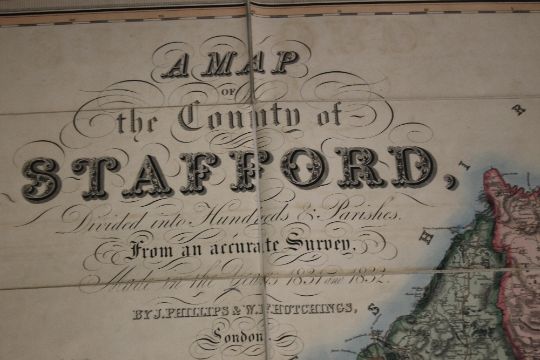 A MAP
OF
the County of
STAFFORD,
Divided into Hundreds & Parishes.
From an accurate Survey,
Made in the Years 1831 and 1832.
BY J. PHILLIPS & W. F. HUTCHINGS,
London.
S H I R